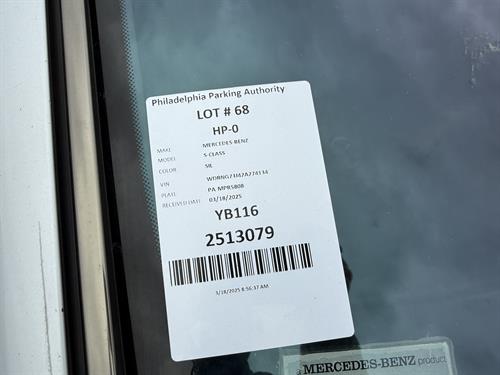 Philadelphia Parking Authority
LOT # 68
HP-0
MAKE MERCEDES-BENZ
MODEL S-CLASS
COLOR SIL
VIN
PLATE PA MPR5808
RECEIVED DATE 03/18/2025
YB116
2513079
3/18/2025 8:56:37 AM
MERCEDES-BENZ product